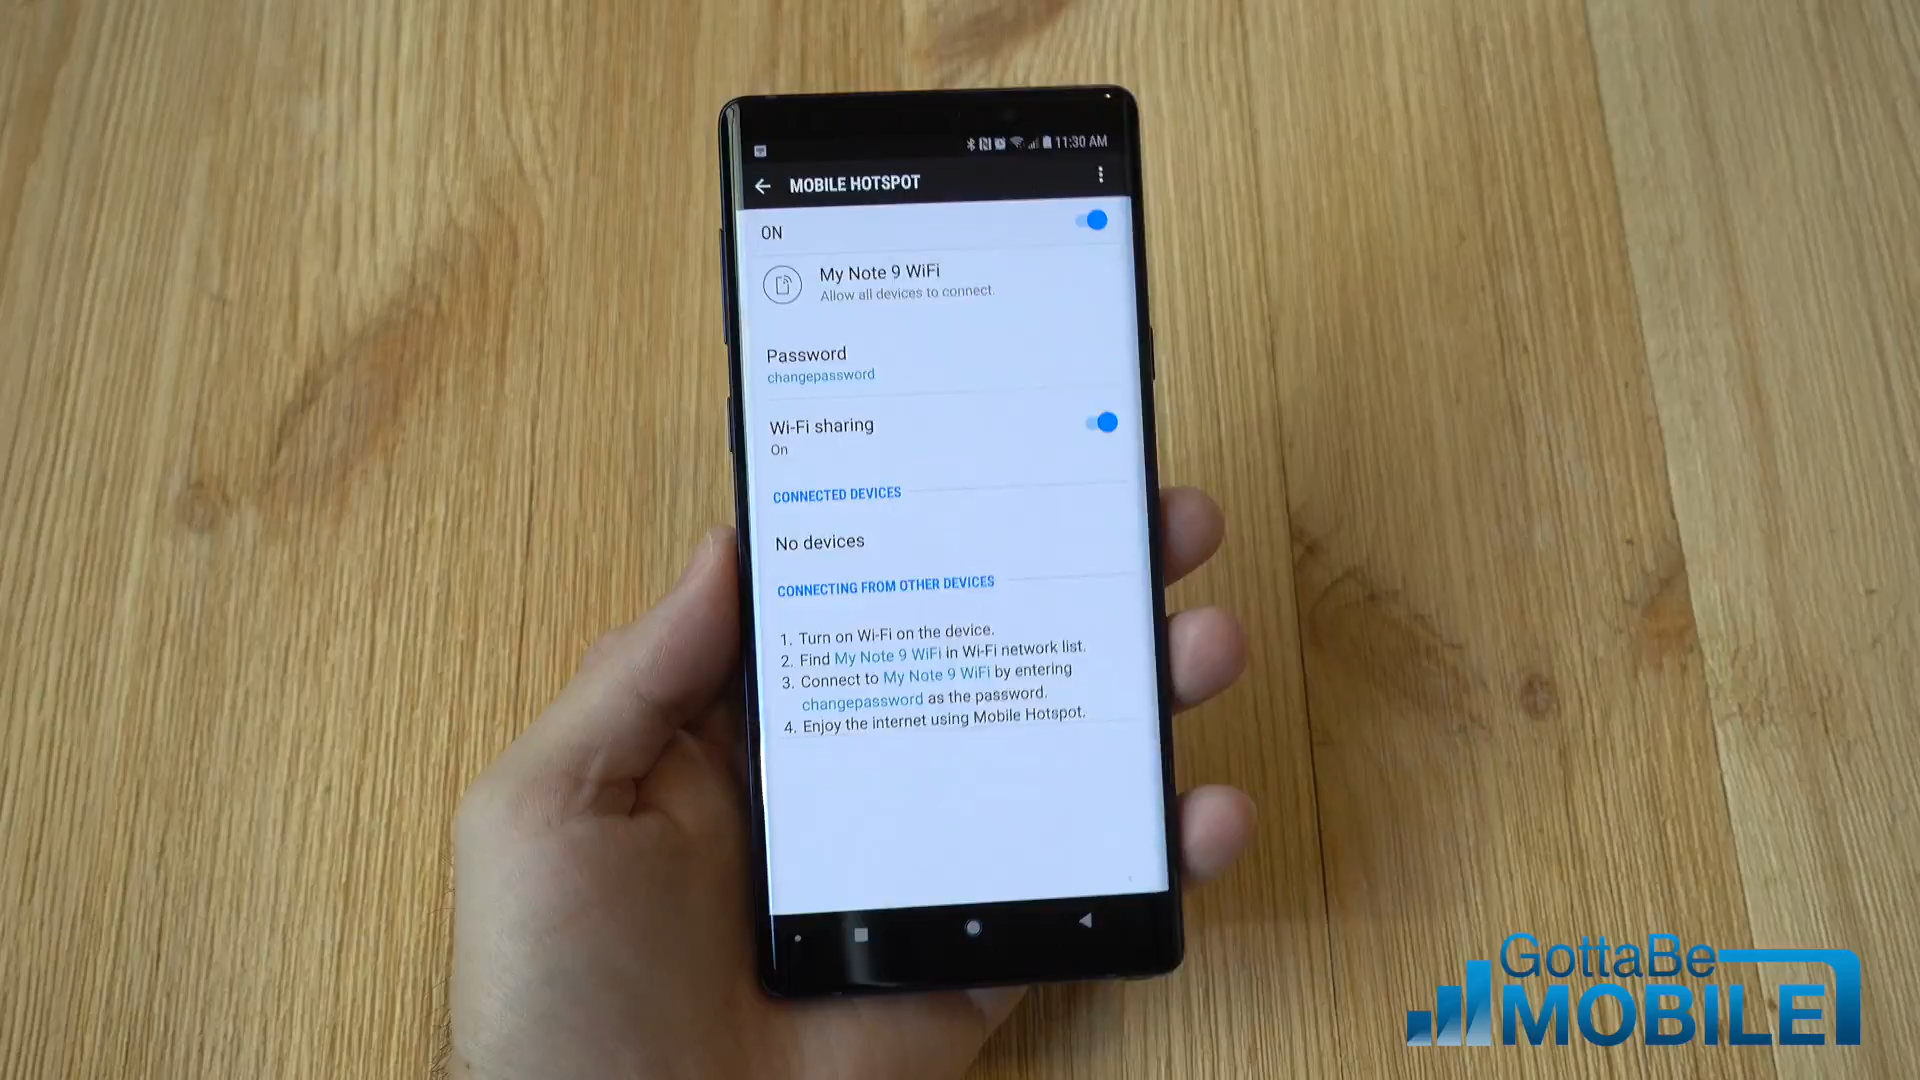 11:30 AM
MOBILE HOTSPOT
ON
My Note 9 WiFi
Allow all devices to connect.
Password
changepassword
Wi-Fi sharing
On
CONNECTED DEVICES
No devices
CONNECTING FROM OTHER DEVICES
1. Turn on Wi-Fi on the device.
2. Find My Note 9 WiFi in Wi-Fi network list.
3. Connect to My Note 9 WiFi by entering
changepassword as the password.
4. Enjoy the internet using Mobile Hotspot.
GottaBe
MOBILE